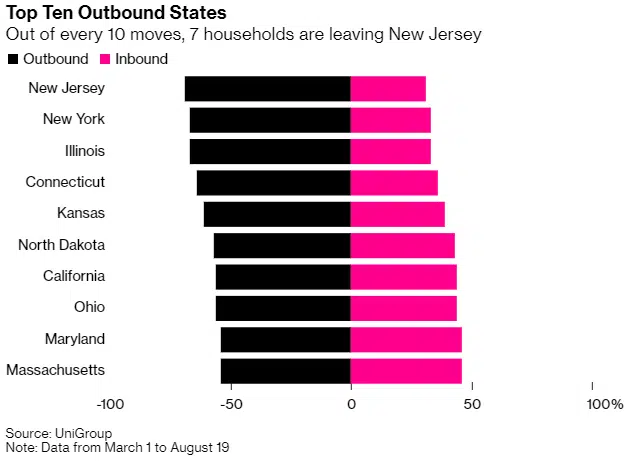 Top Ten Outbound States
Out of every 10 moves, 7 households are leaving New Jersey
Outbound Inbound
New Jersey
New York
Illinois
Connecticut
Kansas
North Dakota
California
Ohio
Maryland
Massachusetts
-100 -50 0 50 100%
Source: UniGroup
Note: Data from March 1 to August 19